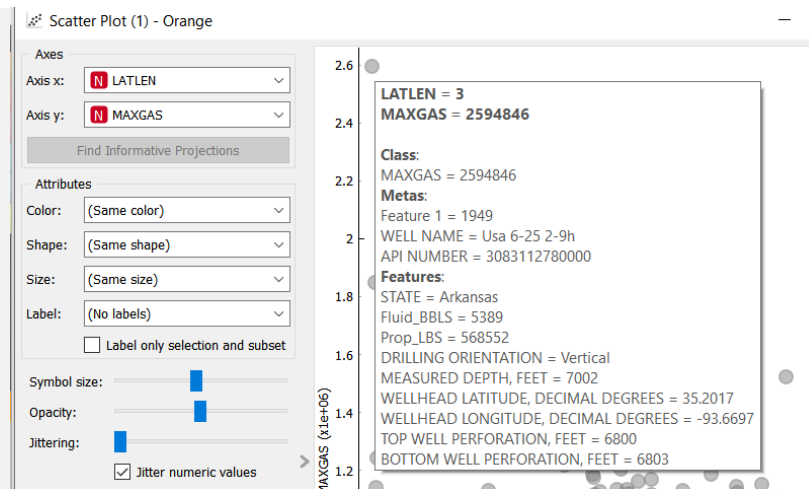 Scatter Plot (1) - Orange
Axes
Axis x: N LATLEN
Axis y: N MAXGAS
Find Informative Projections
Attributes
Color: (Same color)
Shape: (Same shape)
Size: (Same size)
Label: (No labels)
Label only selection and subset
Symbol size:
Opacity:
Jittering:
Jitter numeric values
2.6
2.4
2.2
2
1.8
1.6
1.4
1.2
MAXGAS (x1e+06)
LATLEN = 3
MAXGAS = 2594846
Class:
MAXGAS = 2594846
Metas:
Feature 1 = 1949
WELL NAME = Usa 6-25 2-9h
API NUMBER = 3083112780000
Features:
STATE = Arkansas
Fluid_BBLS = 5389
Prop_LBS = 568552
DRILLING ORIENTATION = Vertical
MEASURED DEPTH, FEET = 7002
WELLHEAD LATITUDE, DECIMAL DEGREES = 35.2017
WELLHEAD LONGITUDE, DECIMAL DEGREES = -93.6697
TOP WELL PERFORATION, FEET = 6800
BOTTOM WELL PERFORATION, FEET = 6803